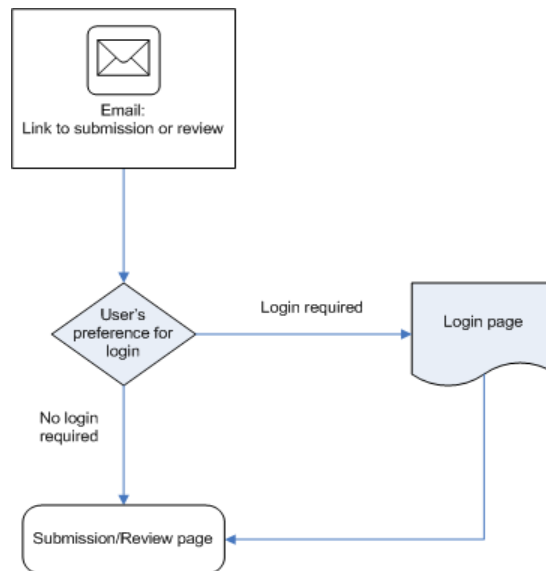 Email:
Link to submission or review
User's
preference for
login
Login required
Login page
No login
required
Submission/Review page